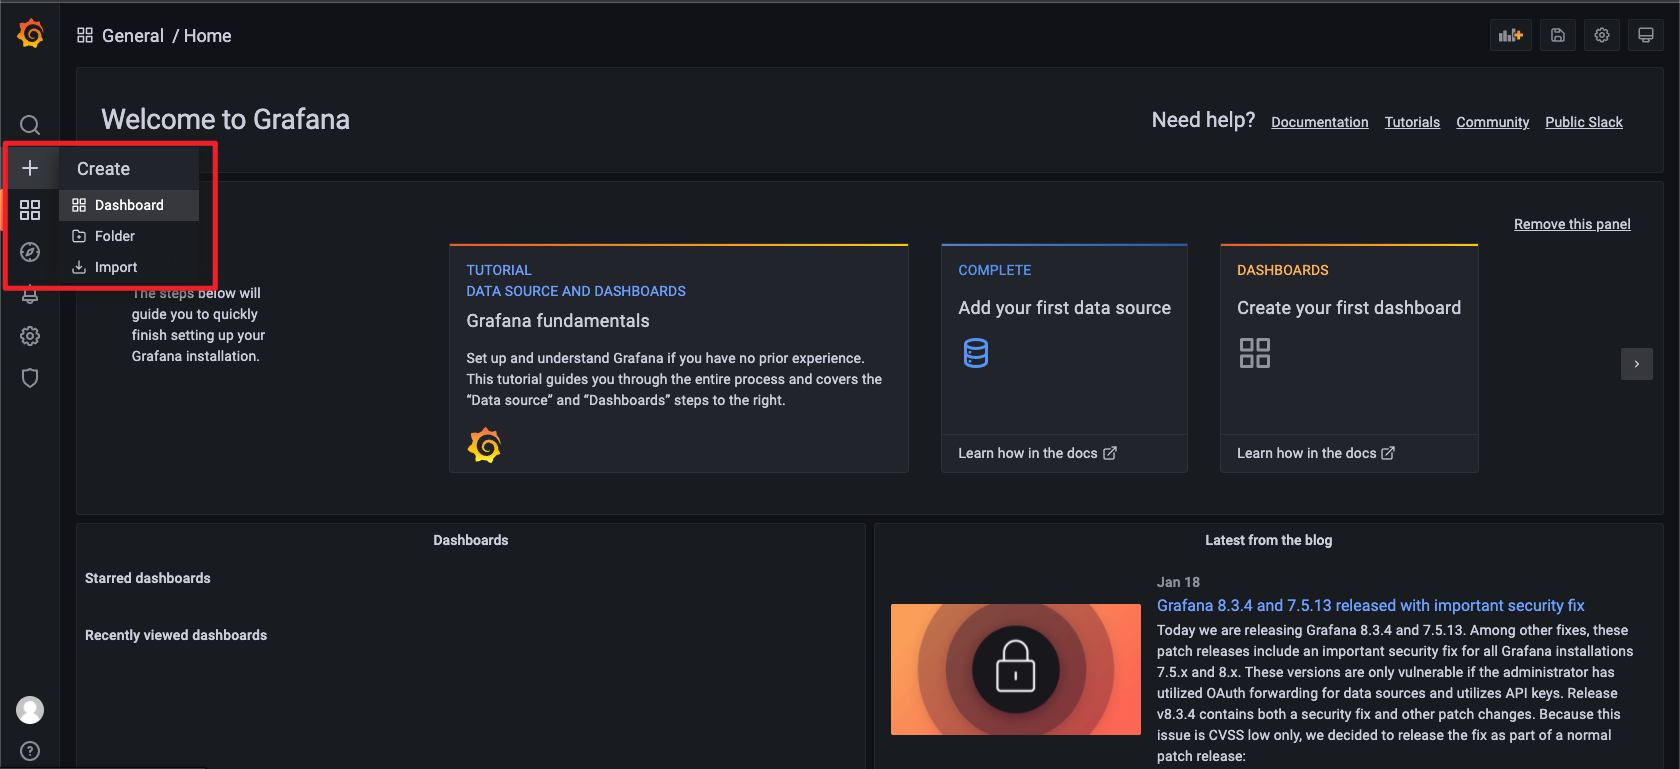 General / Home
Welcome to Grafana
Need help? Documentation Tutorials Community Public Slack
Create
Dashboard
Folder
Import
Remove this panel
The steps below will
guide you to quickly
finish setting up your
Grafana installation.
TUTORIAL
DATA SOURCE AND DASHBOARDS
Grafana fundamentals
Set up and understand Grafana if you have no prior experience.
This tutorial guides you through the entire process and covers the
“Data source” and “Dashboards” steps to the right.
COMPLETE
Add your first data source
Learn how in the docs
DASHBOARDS
Create your first dashboard
Learn how in the docs
Dashboards
Starred dashboards
Recently viewed dashboards
Latest from the blog
Jan 18
Grafana 8.3.4 and 7.5.13 released with important security fix
Today we are releasing Grafana 8.3.4 and 7.5.13. Among other fixes, these
patch releases include an important security fix for all Grafana installations
7.5.x and 8.x. These versions are only vulnerable if the administrator has
utilized OAuth forwarding for data sources and utilizes API keys. Release
v8.3.4 contains both a security fix and other patch changes. Because this
issue is CVSS low only, we decided to release the fix as part of a normal
patch release: